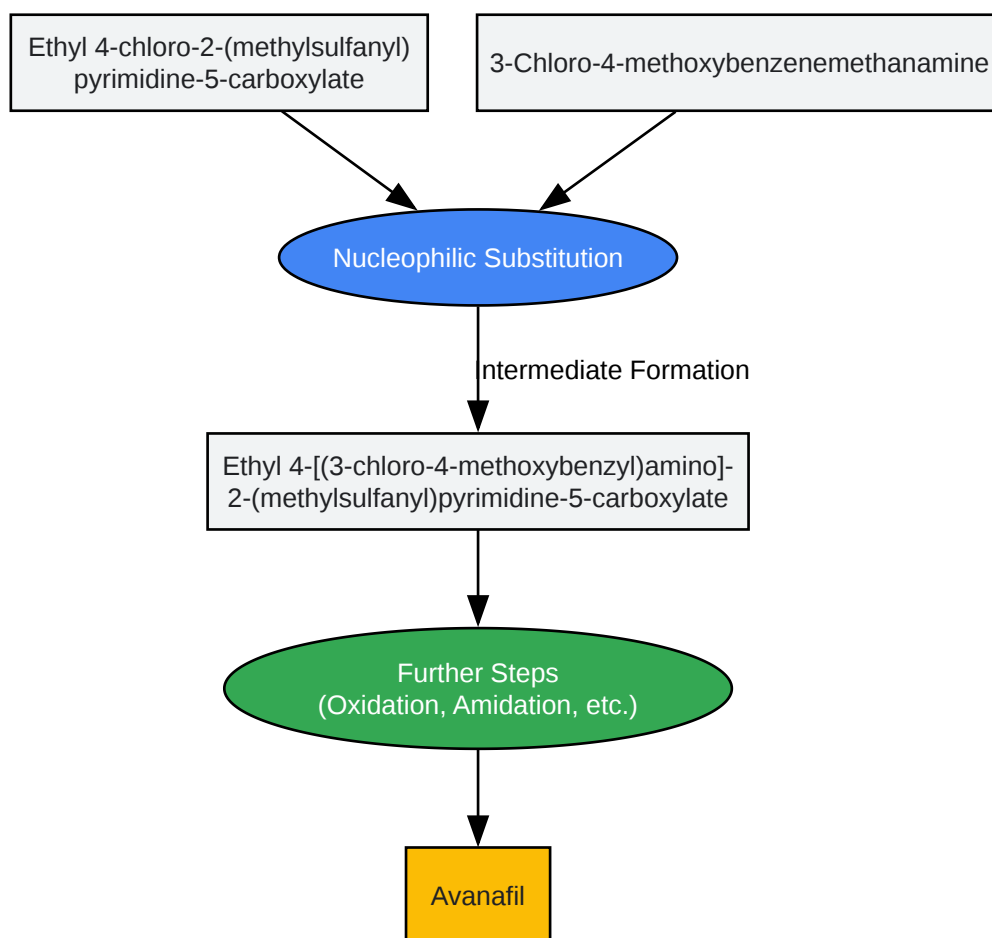 Ethyl 4-chloro-2-(methylsulfanyl)
pyrimidine-5-carboxylate
3-Chloro-4-methoxybenzenemethanamine
Nucleophilic Substitution
Intermediate Formation
Ethyl 4-[(3-chloro-4-methoxybenzyl)amino]-
2-(methylsulfanyl)pyrimidine-5-carboxylate
Further Steps
(Oxidation, Amidation, etc.)
Avanafil